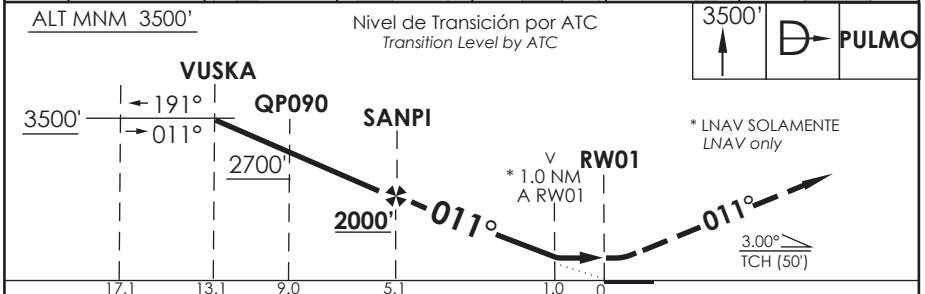 ALT MNM 3500'
Nivel de Transición por ATC
Transition Level by ATC
3500'
D
PULMO
VUSKA
191°
011°
3500'
QP090
2700'
SANPI
2000'
011°
V
* 1.0 NM
A RW01
RW01
* LNAV SOLAMENTE
LNAV only
011°
3.00°
TCH (50')
17.1 13.1 9.0 5.1 1.0 0